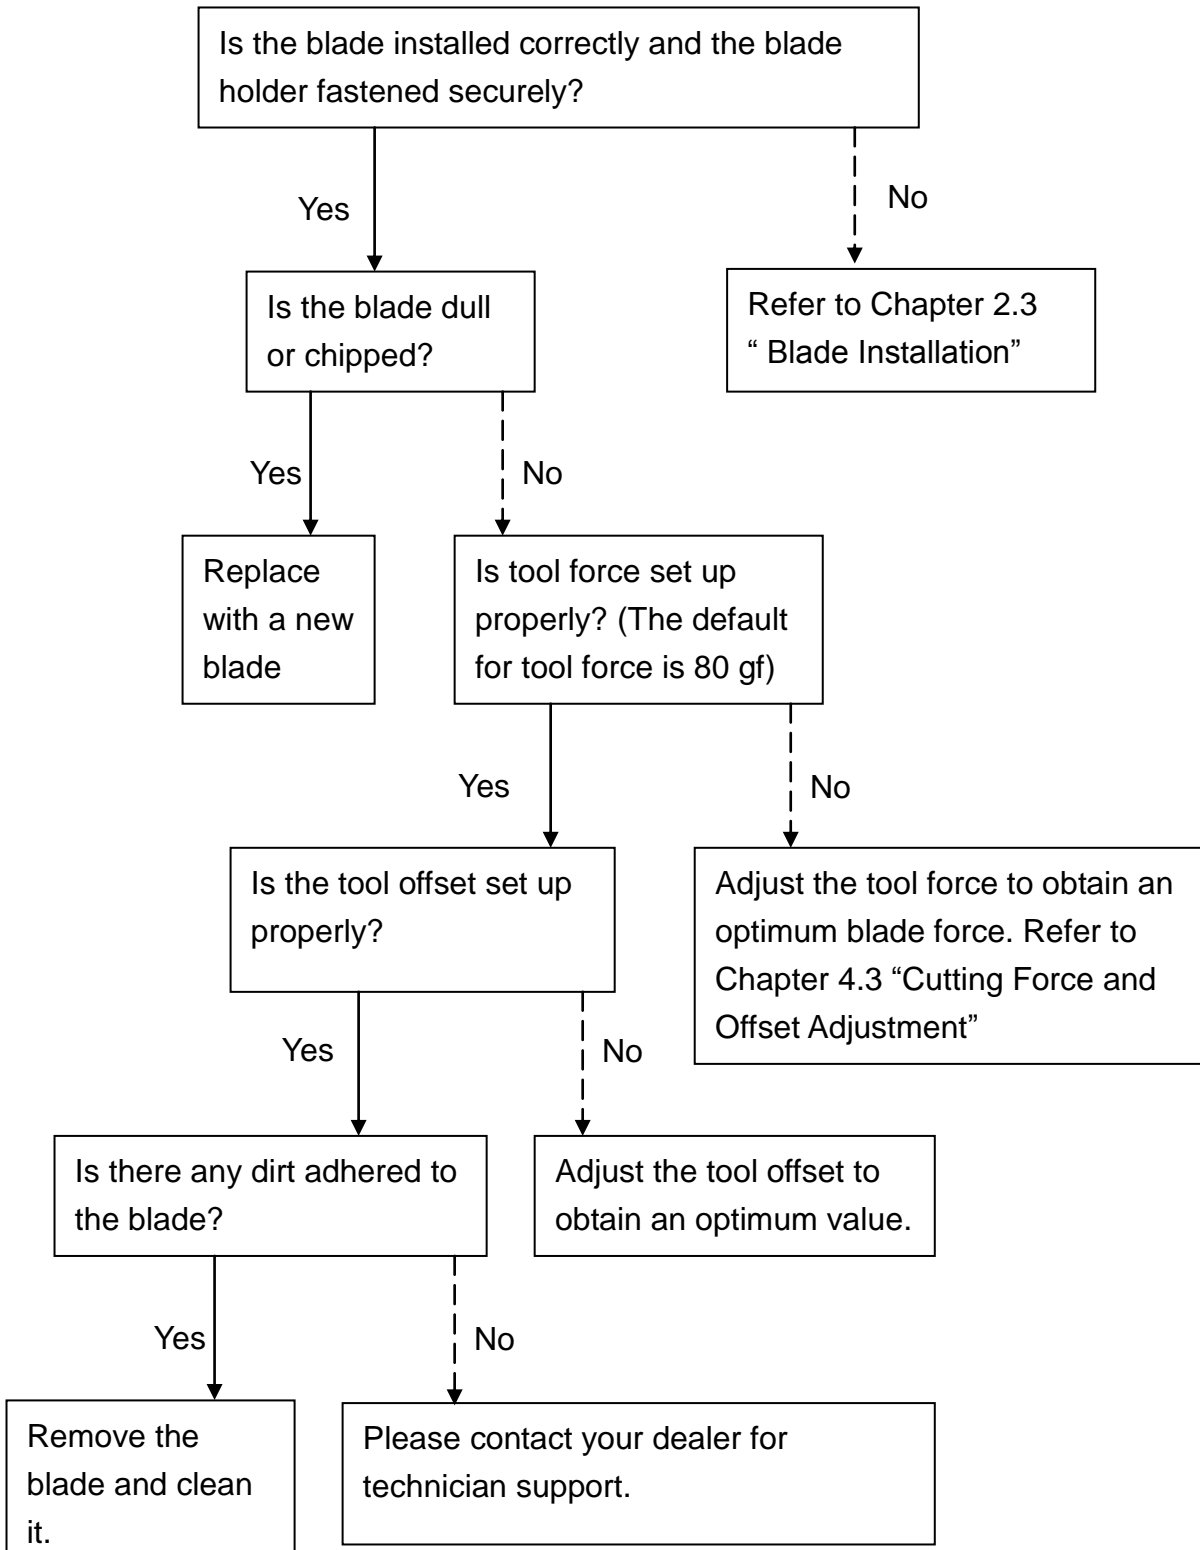 Is the blade installed correctly and the blade
holder fastened securely?
Yes
No
Is the blade dull
or chipped?
Refer to Chapter 2.3
“ Blade Installation”
Yes
No
Replace
with a new
blade
Is tool force set up
properly? (The default
for tool force is 80 gf)
Yes
No
Is the tool offset set up
properly?
Adjust the tool force to obtain an
optimum blade force. Refer to
Chapter 4.3 “Cutting Force and
Offset Adjustment”
Yes
No
Is there any dirt adhered to
the blade?
Adjust the tool offset to
obtain an optimum value.
Yes
No
Remove the
blade and clean
it.
Please contact your dealer for
technician support.